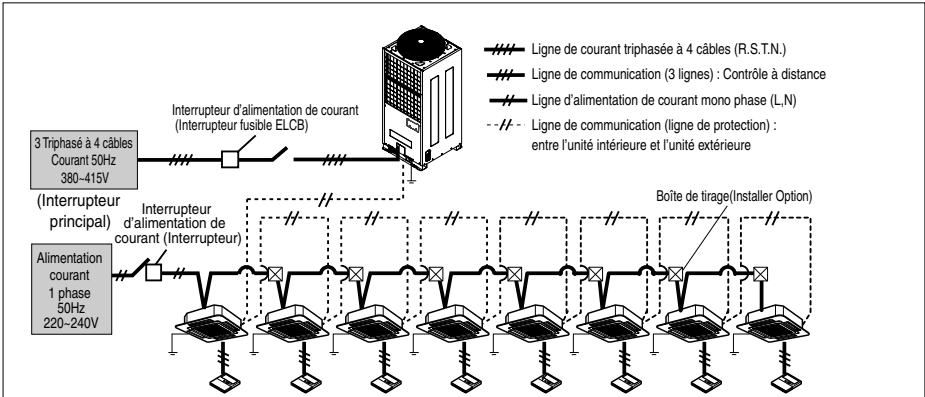 Ligne de courant triphasée à 4 câbles (R.S.T.N.)
Ligne de communication (3 lignes) : Contrôle à distance
Ligne d'alimentation de courant mono phase (L,N)
Ligne de communication (ligne de protection) :
entre l'unité intérieure et l'unité extérieure
Interrupteur d'alimentation de courant
(Interrupteur fusible ELCB)
3 Triphasé à 4 câbles
Courant 50Hz
380~415V
(Interrupteur
principal)
Interrupteur
d'alimentation de
courant (Interrupteur)
Boîte de tirage(Installer Option)
Alimentation
courant
1 phase
50Hz
220~240V